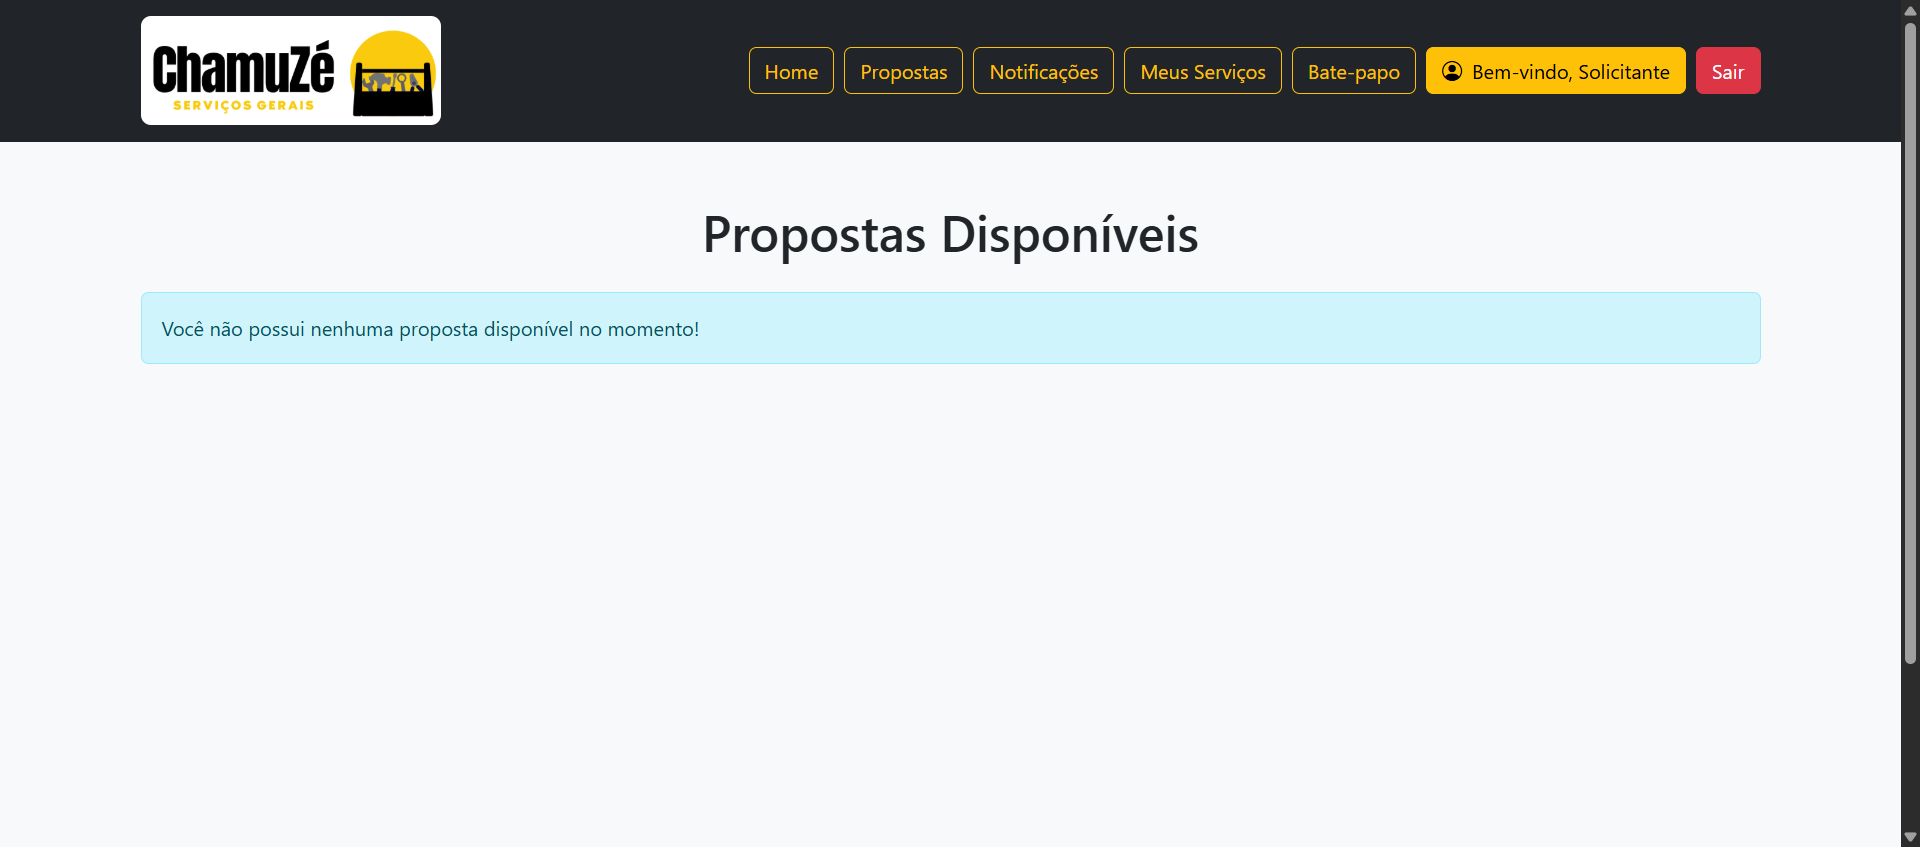 ChamuZé
SERVIÇOS GERAIS
Home
Propostas
Notificações
Meus Serviços
Bate-papo
Bem-vindo, Solicitante
Sair
Propostas Disponíveis
Você não possui nenhuma proposta disponível no momento!